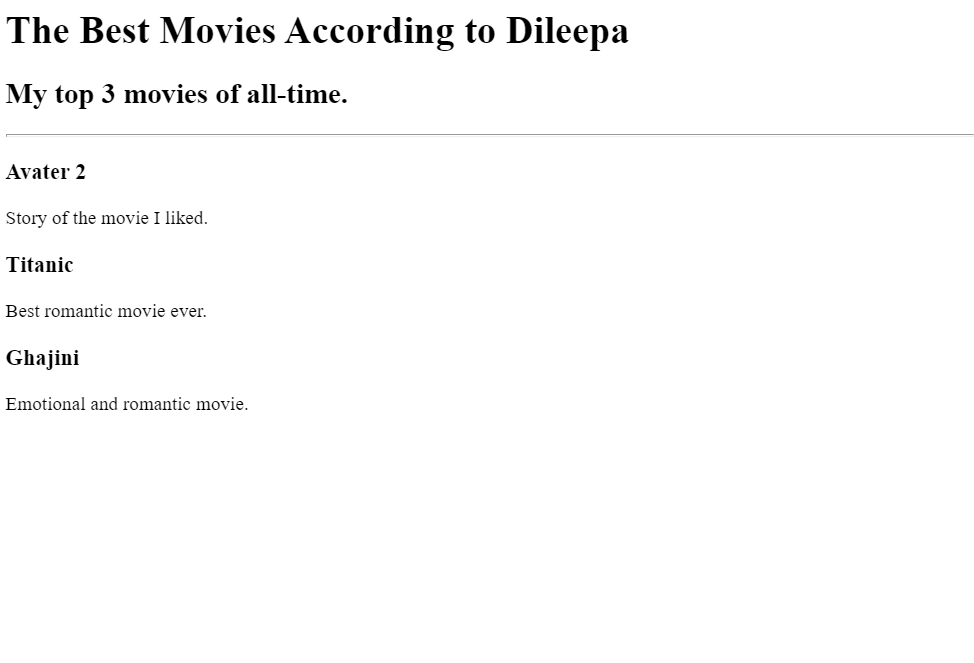 The Best Movies According to Dileepa
My top 3 movies of all-time.
Avater 2
Story of the movie I liked.
Titanic
Best romantic movie ever.
Ghajini
Emotional and romantic movie.